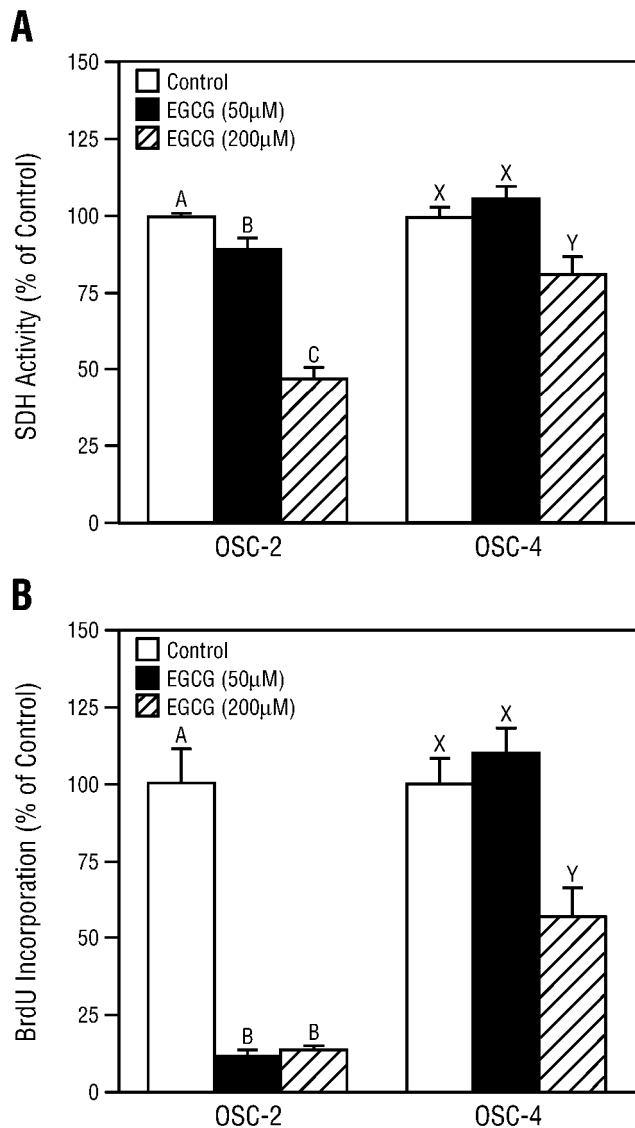 A
SDH Activity (% of Control)
150
125
100
75
50
25
0
Control
EGCG (50μM)
EGCG (200μM)
A
B
C
X
X
Y
OSC-2
OSC-4
B
BrdU Incorporation (% of Control)
150
125
100
75
50
25
0
Control
EGCG (50μM)
EGCG (200μM)
A
B
B
X
X
Y
OSC-2
OSC-4